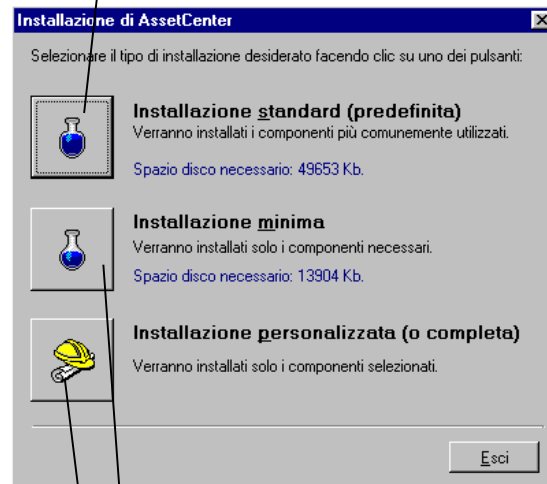 Installazione di AssetCenter
Selezionare il tipo di installazione desiderato facendo clic su uno dei pulsanti:
Installazione standard (predefinita)
Verranno installati i componenti più comunemente utilizzati.
Spazio disco necessario: 49653 Kb.
Installazione minima
Verranno installati solo i componenti necessari.
Spazio disco necessario: 13904 Kb.
Installazione personalizzata (o completa)
Verranno installati solo i componenti selezionati.
Esci